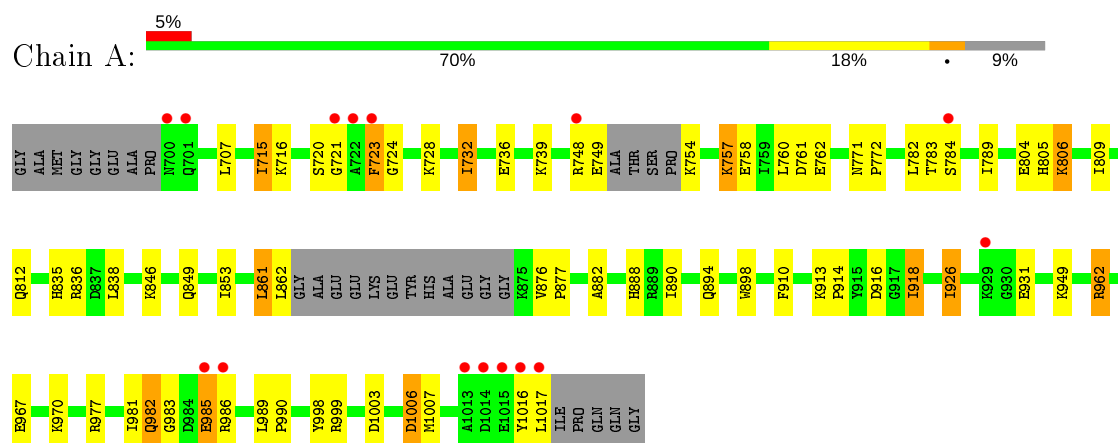 5%
Chain A:
70% 18% • 9%
GLY ALA MET GLY GLY GLU ALA PRO N700 Q701 L707 I715 K716 S720 G721 A722 F723 G724 K728 I732 E736 K739 R748 E749 ALA THR SER PRO K754 K757 E758 I759 L760 D761 E762 N771 P772 L782 T783 S784 I789 E804 H805 K806 I809
Q812 H835 R836 D837 L838 K846 Q849 I853 L861 L862 GLY ALA GLU GLU LYS GLU TYR HIS ALA GLU GLY GLY K875 V876 P877 A882 H888 R889 I890 Q894 W898 F910 K913 P914 Y915 D916 G917 I918 I926 K929 G930 E931 K949 R962
E967 K970 R977 I981 Q982 G983 D984 E985 R986 L989 P990 Y998 R999 D1003 D1006 M1007 A1013 D1014 E1015 Y1016 L1017 ILE PRO GLN GLN GLY